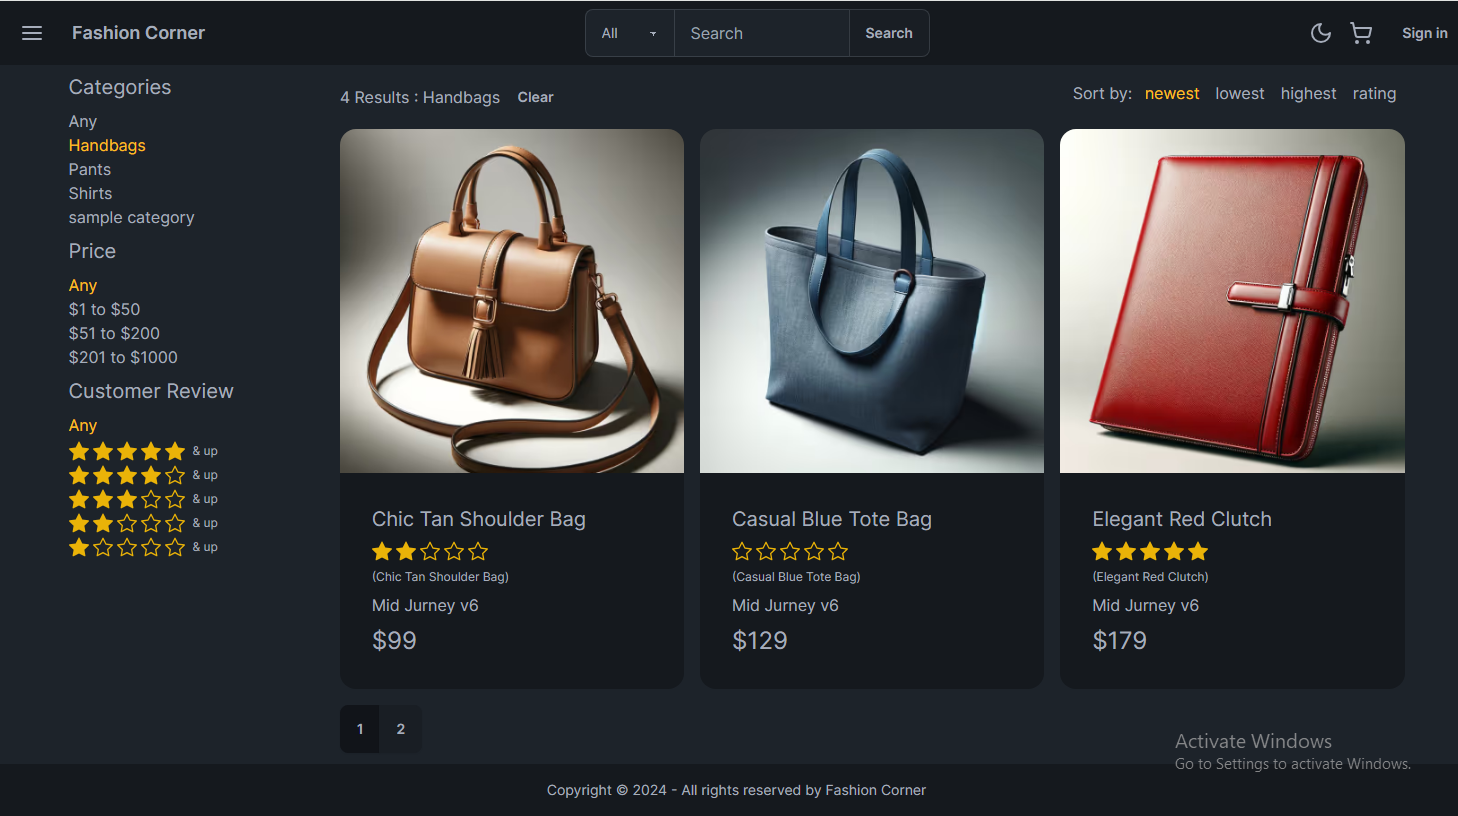 Fashion Corner
All
Search
Search
Sign in
Categories
Any
Handbags
Pants
Shirts
sample category
Price
Any
$1 to $50
$51 to $200
$201 to $1000
Customer Review
Any
& up
& up
& up
& up
& up
4 Results : Handbags Clear
Sort by: newest lowest highest rating
Chic Tan Shoulder Bag
(Chic Tan Shoulder Bag)
Mid Jurney v6
$99
Casual Blue Tote Bag
(Casual Blue Tote Bag)
Mid Jurney v6
$129
Elegant Red Clutch
(Elegant Red Clutch)
Mid Jurney v6
$179
1 2
Activate Windows
Go to Settings to activate Windows.
Copyright © 2024 - All rights reserved by Fashion Corner